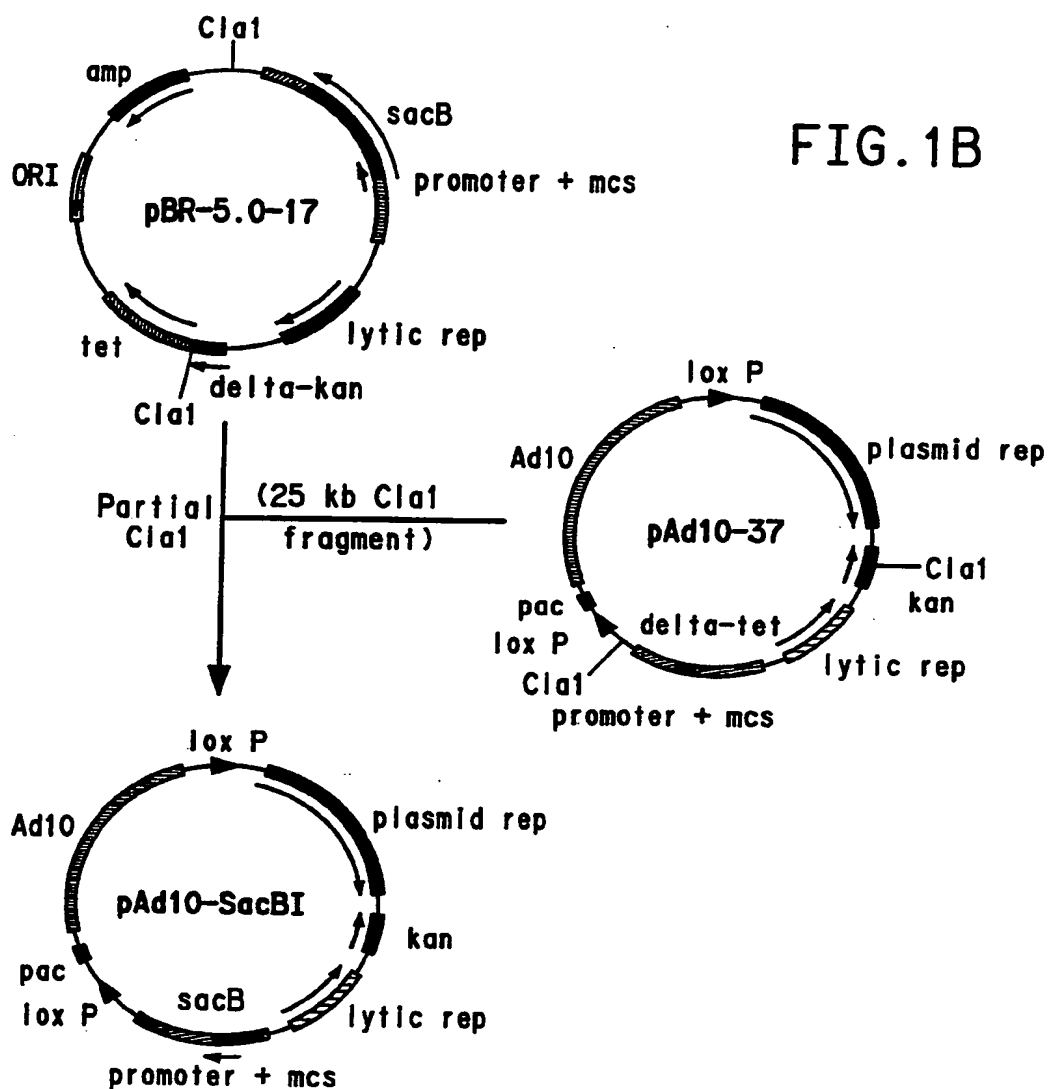 Cla1
amp
sacB
FIG.1B
ORI
promoter + mcs
pBR-5.0-17
tet
lytic rep
delta-kan
Cla1
lox P
Ad10
plasmid rep
Partial
Cla1
(25 kb Cla1
fragment)
pAd10-37
Cla1
kan
pac
delta-tet
lox P
lytic rep
Cla1
promoter + mcs
lox P
Ad10
plasmid rep
pAd10-SacBI
kan
pac
lox P
sacB
lytic rep
promoter + mcs